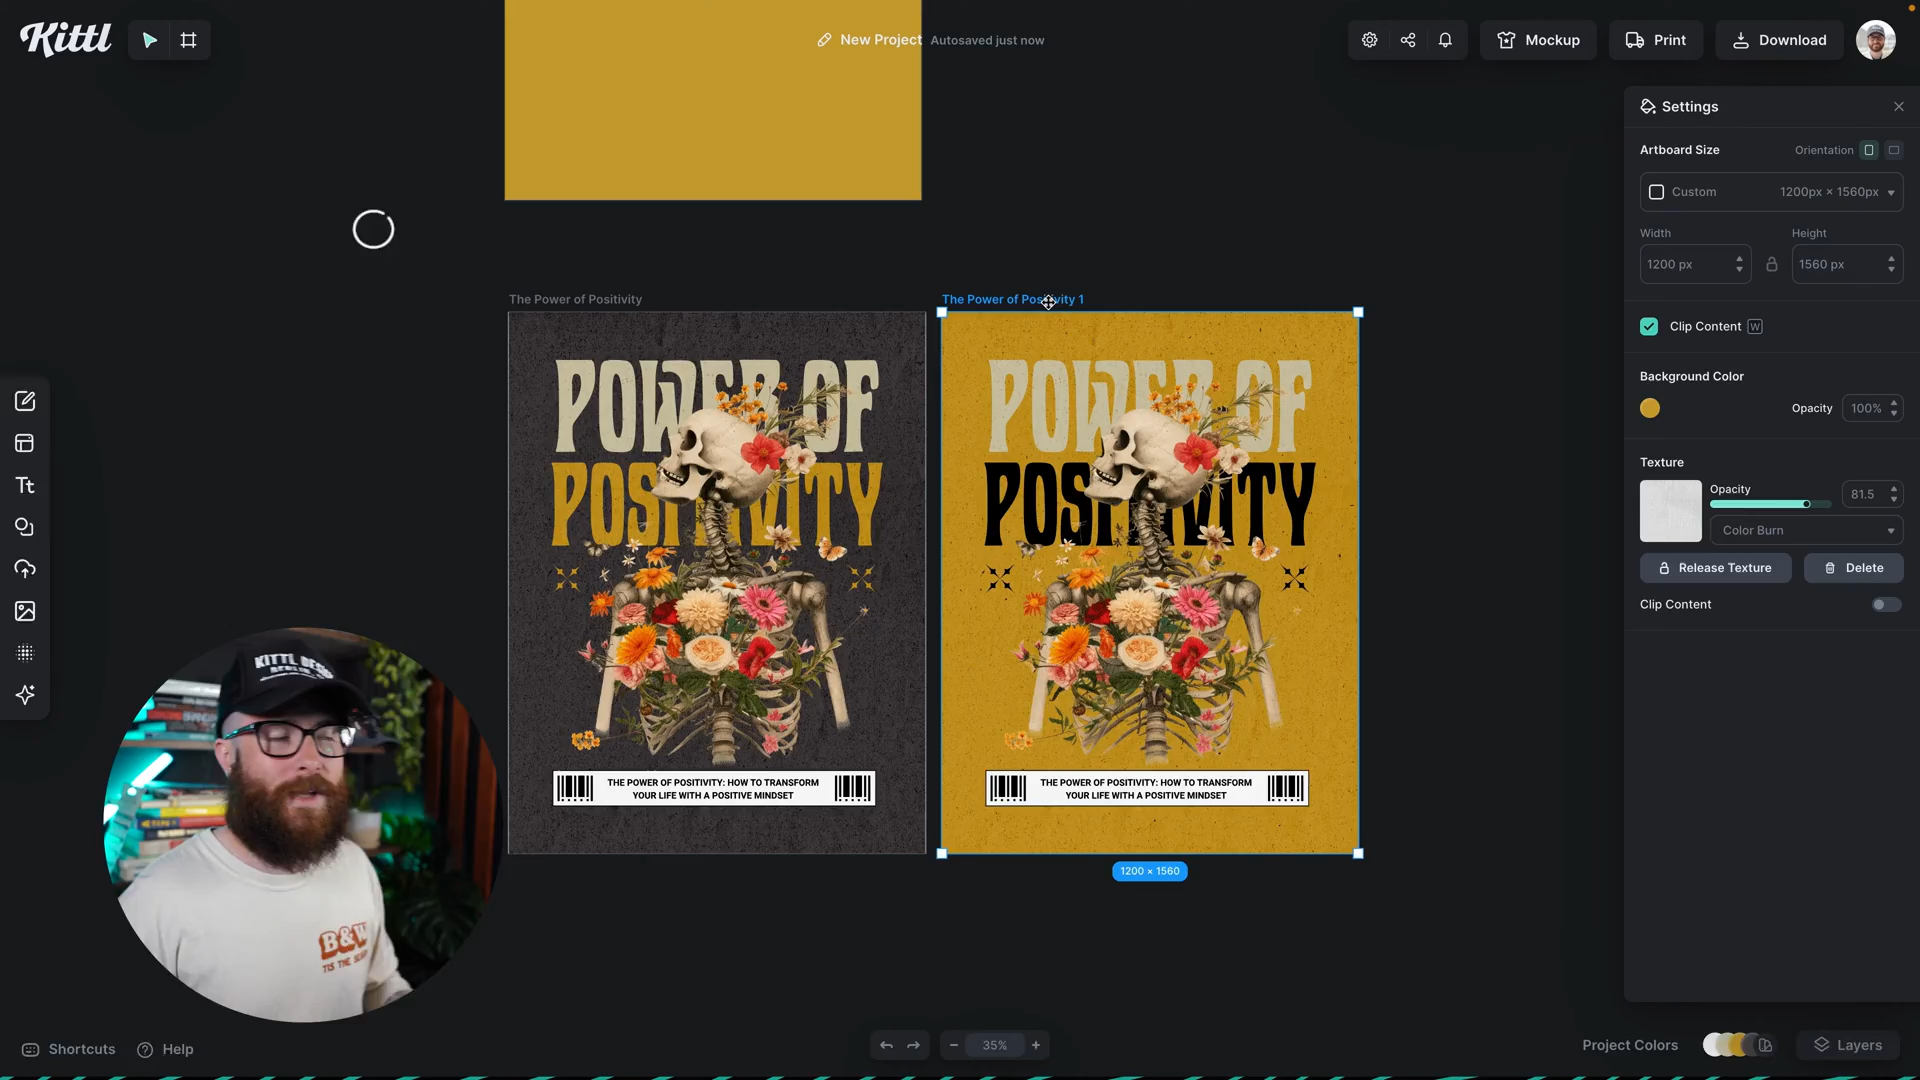 Kittl
New Project Autosaved just now
Mockup
Print
Download
Settings
Artboard Size Orientation
Custom 1200px × 1560px
Width Height
1200 px 1560 px
Clip Content W
Background Color
Opacity 100%
Texture
Opacity 81.5
Color Burn
Release Texture Delete
Clip Content
The Power of Positivity
POWER OF
POSITIVITY
THE POWER OF POSITIVITY: HOW TO TRANSFORM
YOUR LIFE WITH A POSITIVE MINDSET
The Power of Positivity 1
POWER OF
POSITIVITY
THE POWER OF POSITIVITY: HOW TO TRANSFORM
YOUR LIFE WITH A POSITIVE MINDSET
1200 × 1560
Tt
B&W
Shortcuts Help
35%
Project Colors
Layers